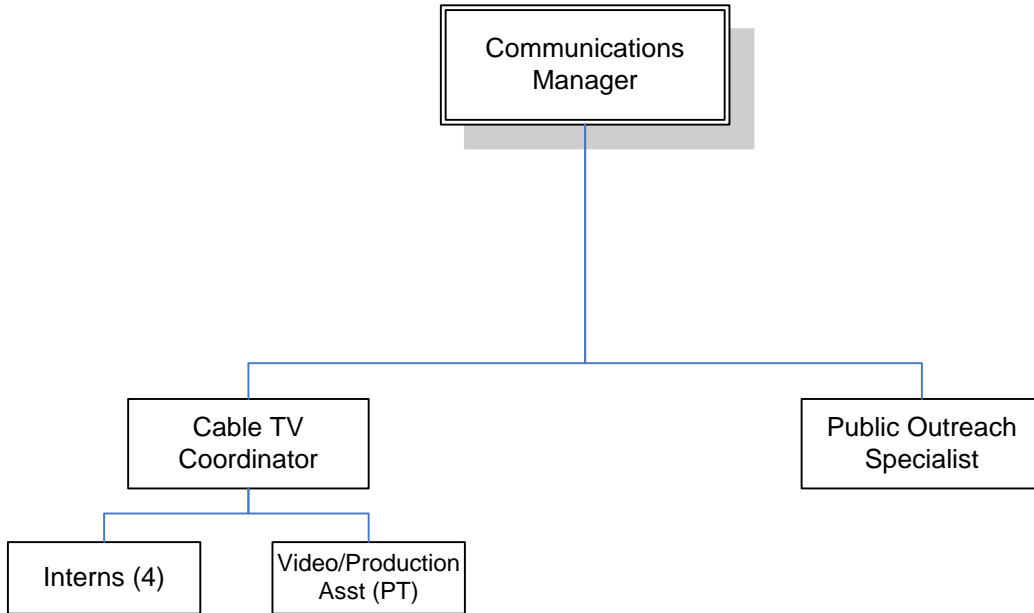 Communications
Manager
Cable TV
Coordinator
Public Outreach
Specialist
Interns (4)
Video/Production
Asst (PT)